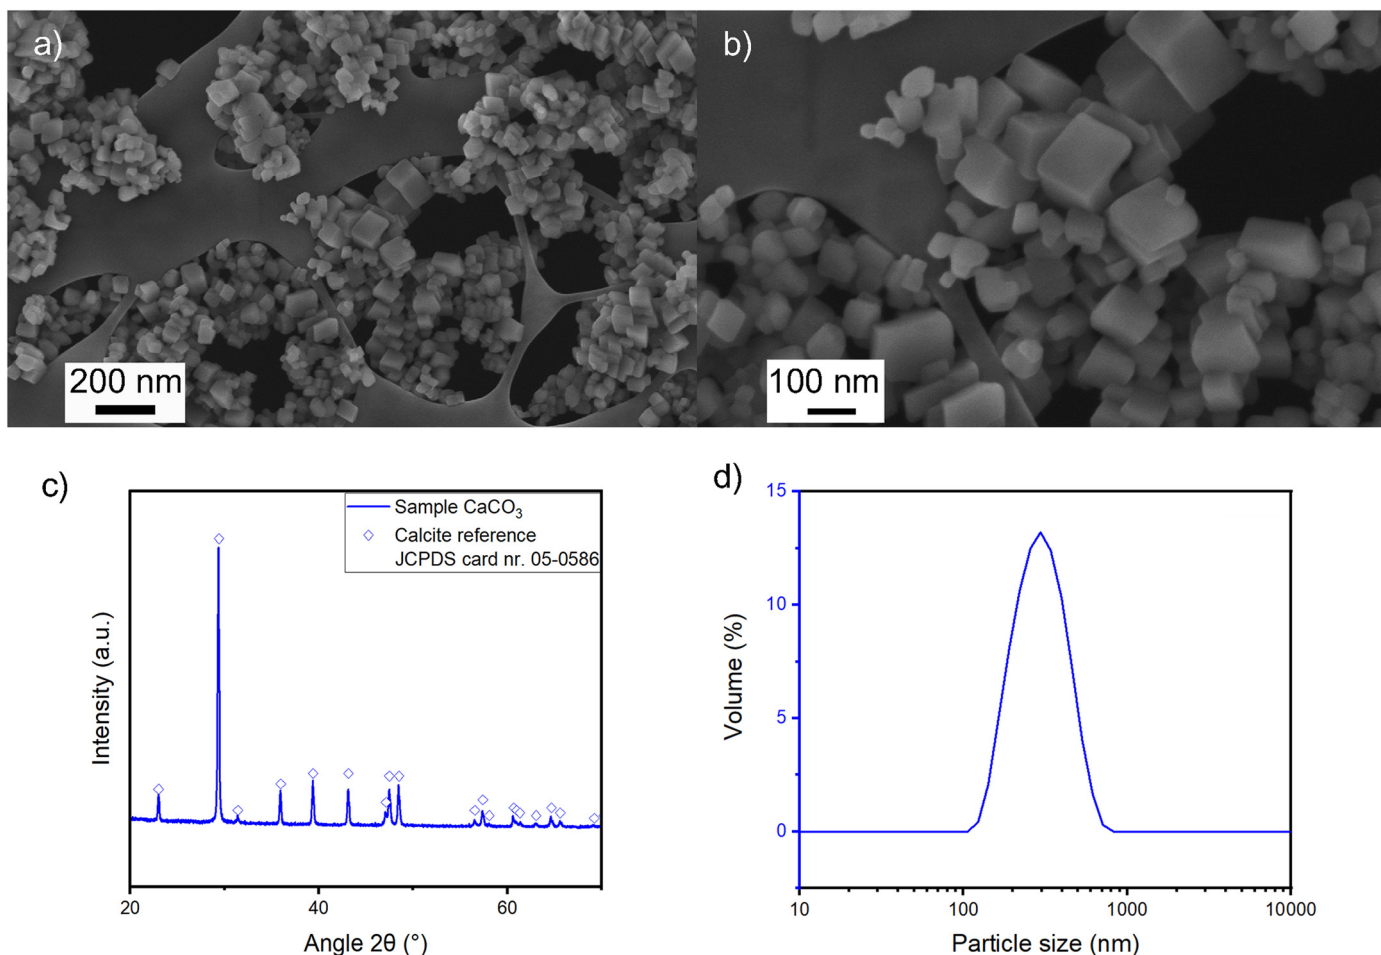 a)
b)
200 nm
100 nm
c)
Sample CaCO₃
Calcite reference
JCPDS card nr. 05-0586
Intensity (a.u.)
20
40
60
Angle 2θ (°)
d)
15
10
5
0
Volume (%)
10
100
1000
10000
Particle size (nm)